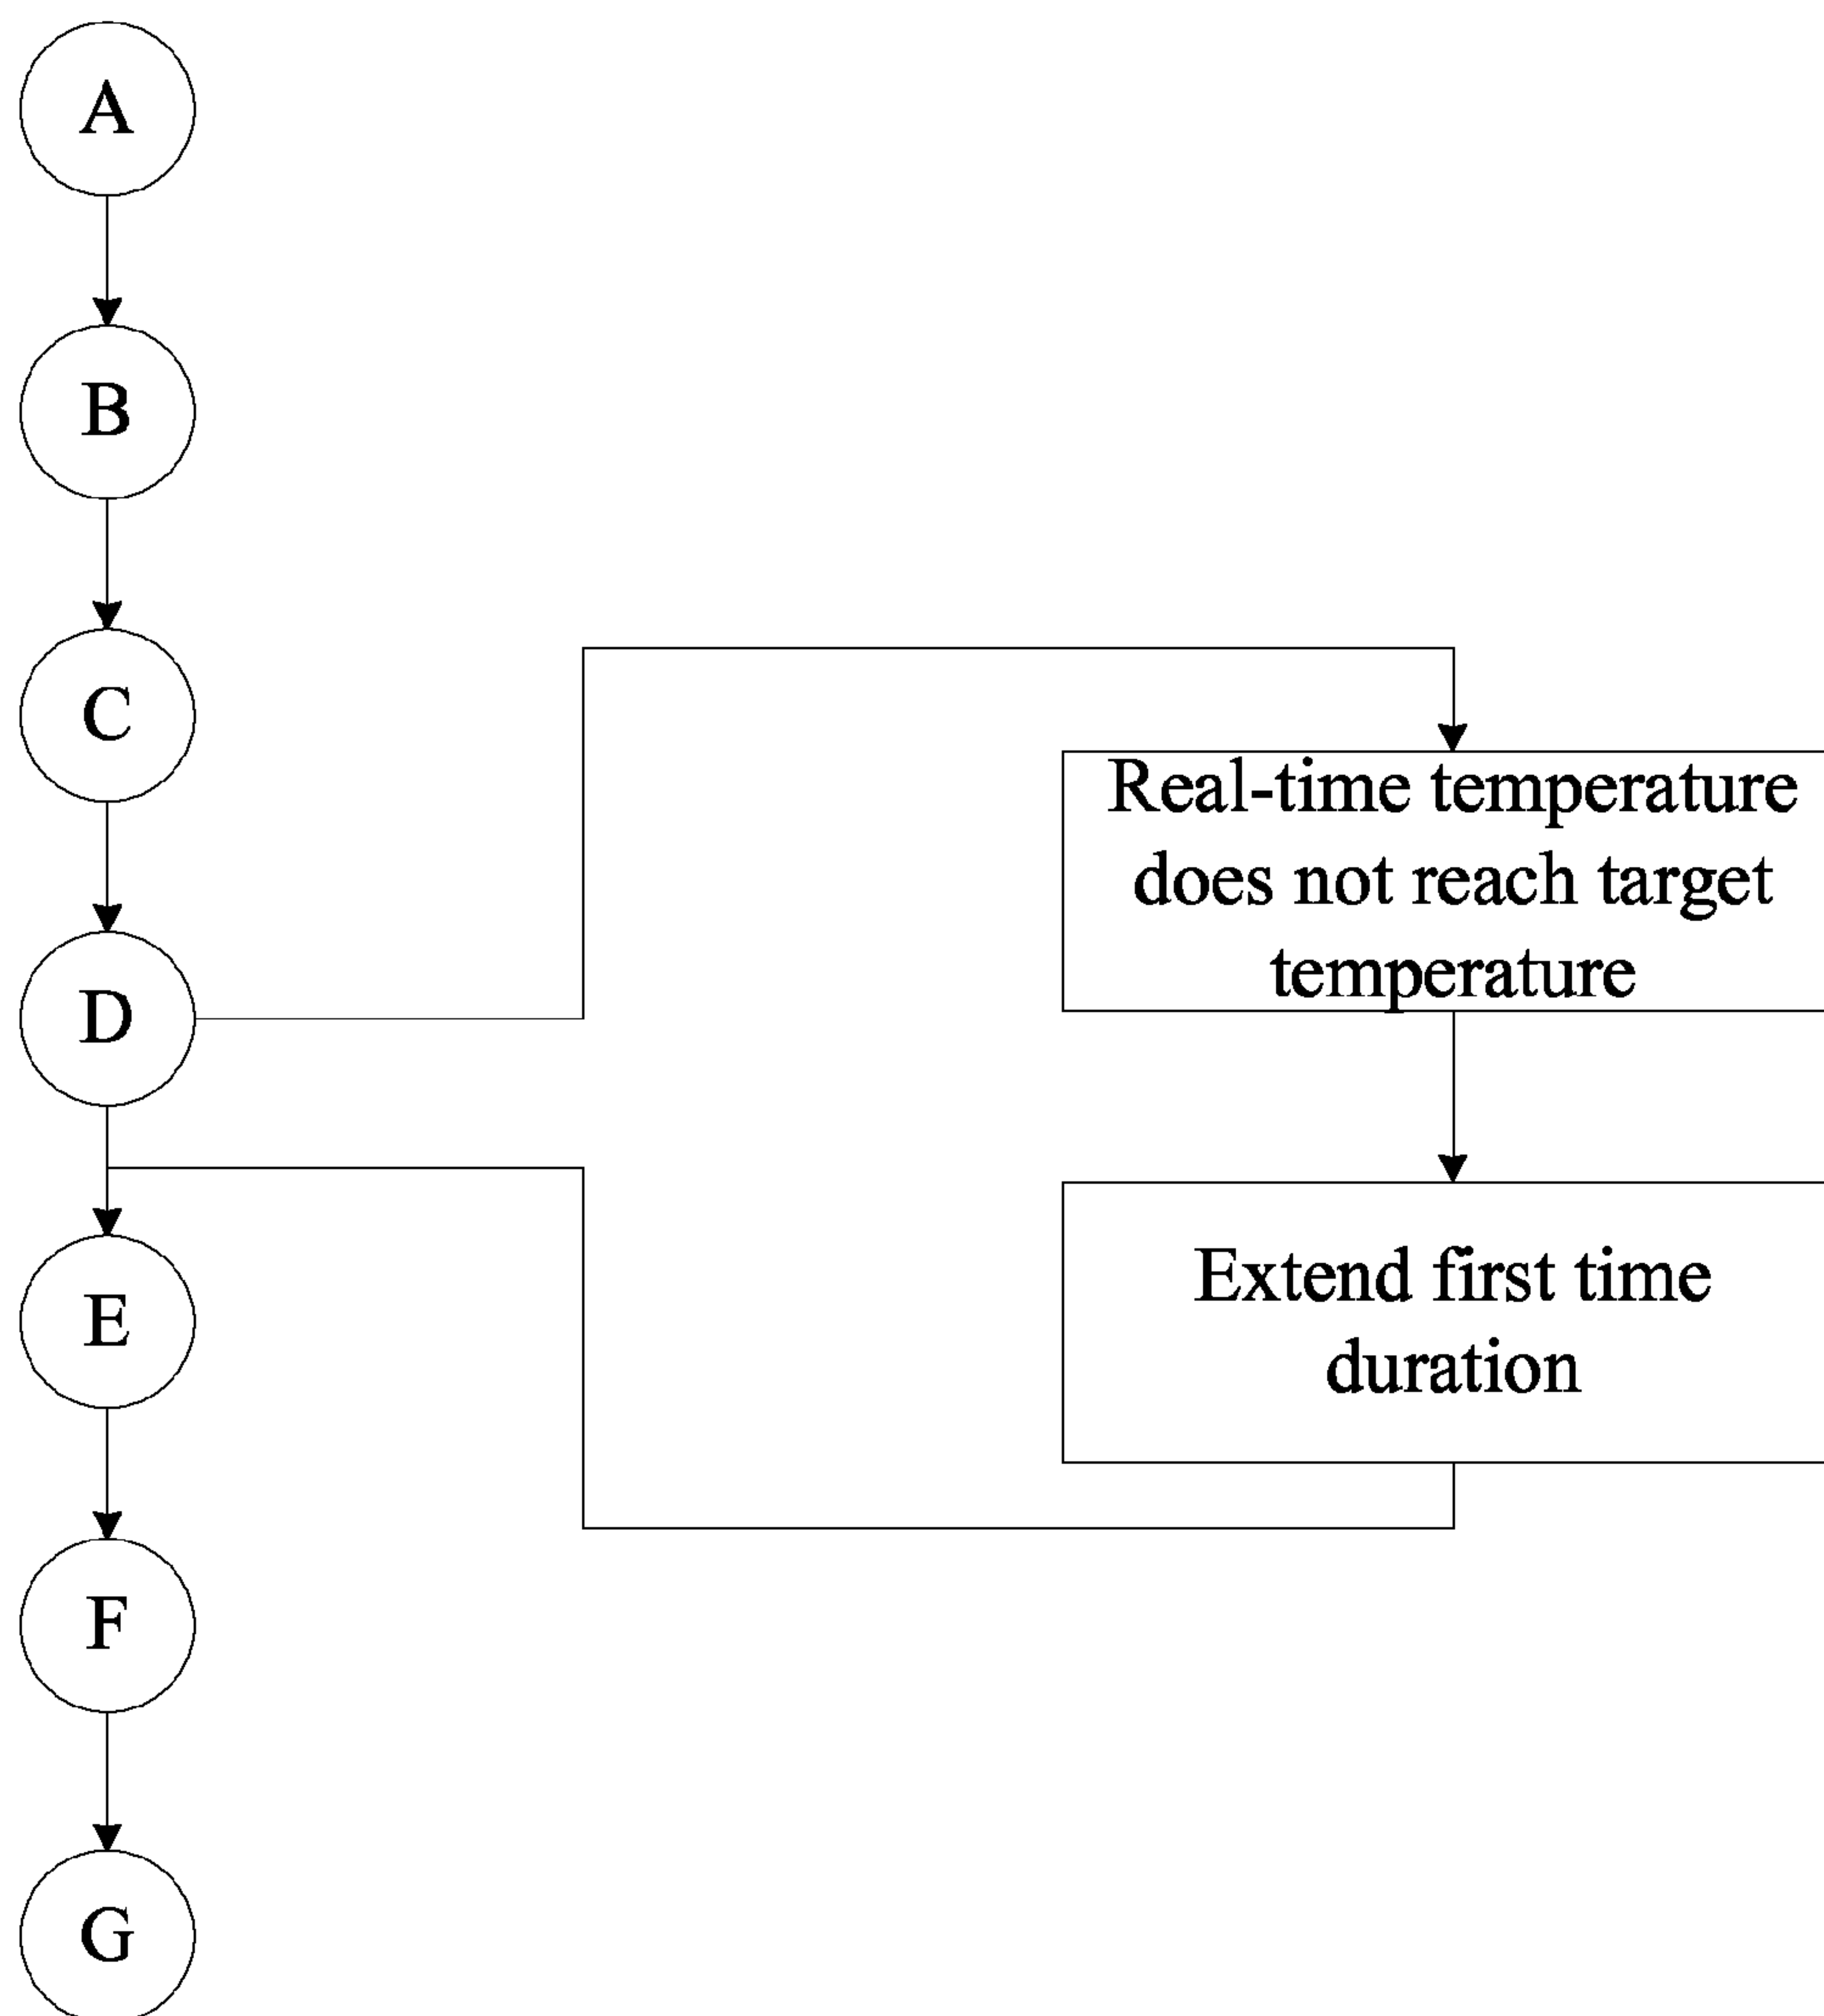 A
B
C
D
Real-time temperature
does not reach target
temperature
Extend first time
duration
E
F
G